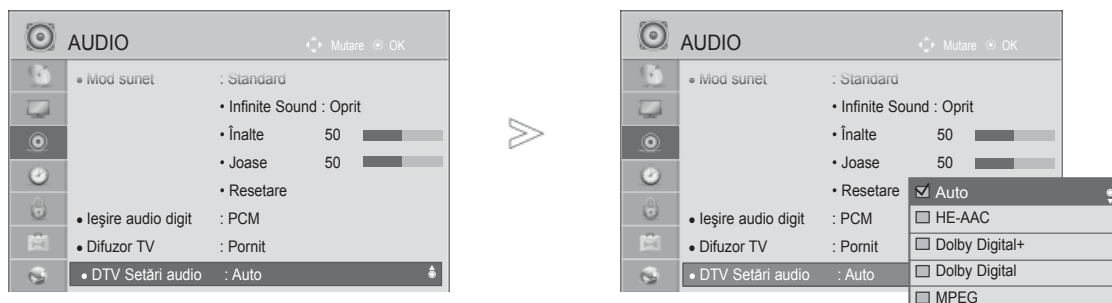 AUDIO
Mutare OK
• Mod sunet : Standard
• Infinite Sound : Oprit
• Înalte 50
• Joase 50
• Resetare
• Ieşire audio digit : PCM
• Difuzor TV : Pornit
• DTV Setări audio : Auto
AUDIO
Mutare OK
• Mod sunet : Standard
• Infinite Sound : Oprit
• Înalte 50
• Joase 50
• Resetare
• Ieşire audio digit : PCM
• Difuzor TV : Pornit
• DTV Setări audio : Auto
Auto
HE-AAC
Dolby Digital+
Dolby Digital
MPEG